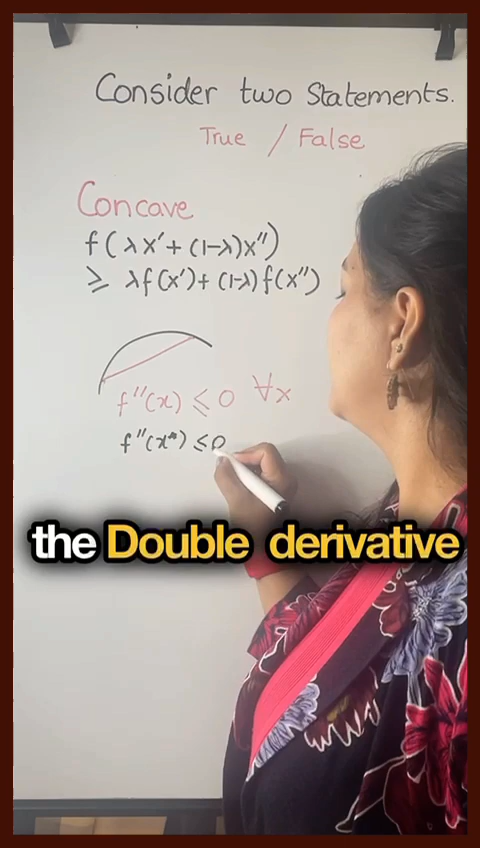 Consider two Statements.
True / False
Concave
f(λx'+(1-λ)x")
≥ λf(x')+(1-λ)f(x")
f"(x) ≤ 0 ∀x
f"(x*) ≤0
the Double derivative